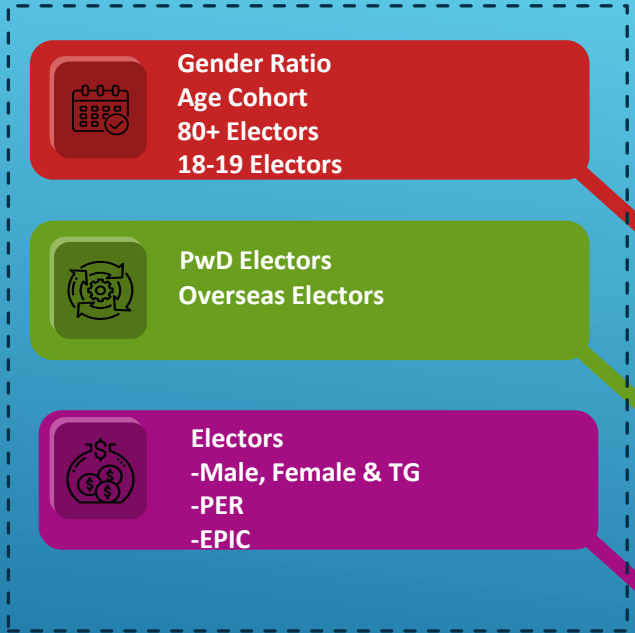 Gender Ratio
Age Cohort
80+ Electors
18-19 Electors
PwD Electors
Overseas Electors
Electors
-Male, Female & TG
-PER
-EPIC